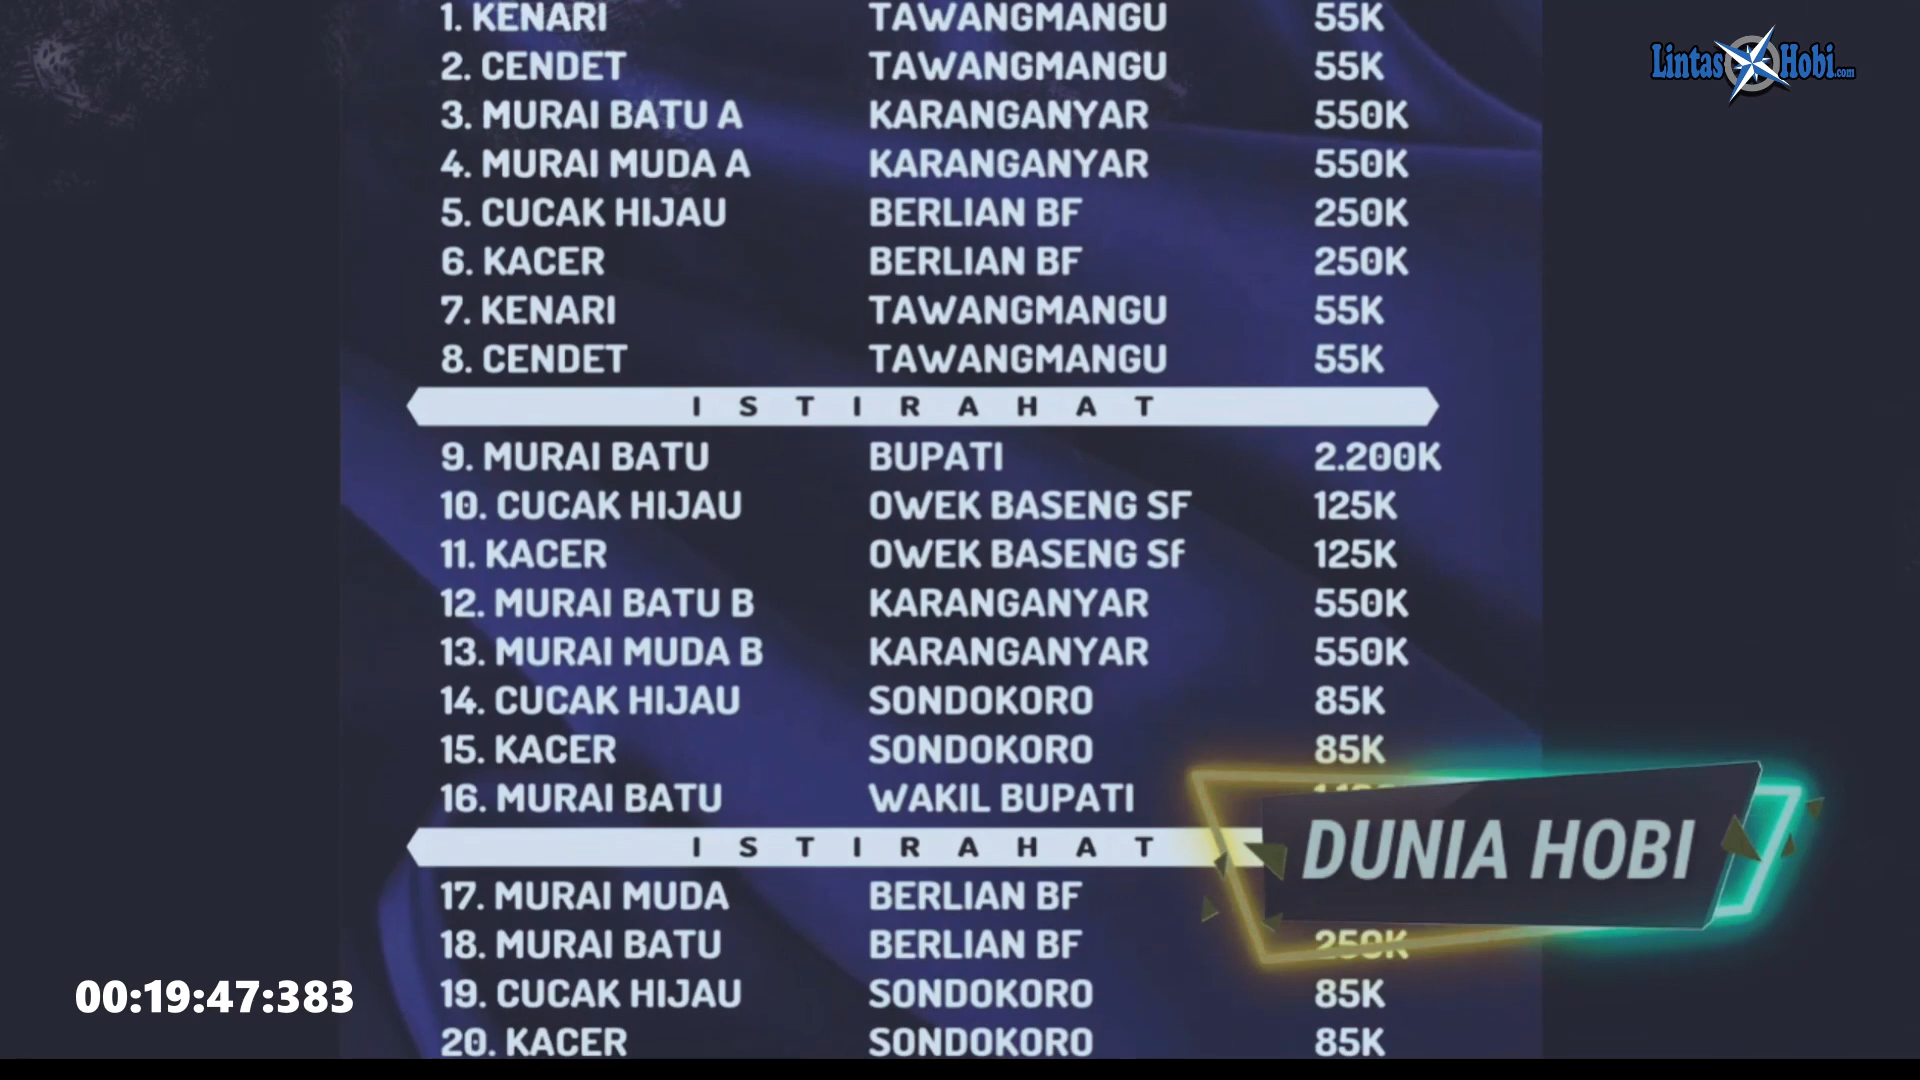 1. KENARI TAWANGMANGU 55K
Lintas Hobi.com
2. CENDET TAWANGMANGU 55K
3. MURAI BATU A KARANGANYAR 550K
4. MURAI MUDA A KARANGANYAR 550K
5. CUCAK HIJAU BERLIAN BF 250K
6. KACER BERLIAN BF 250K
7. KENARI TAWANGMANGU 55K
8. CENDET TAWANGMANGU 55K
I S T I R A H A T
9. MURAI BATU BUPATI 2.200K
10. CUCAK HIJAU OWEK BASENG SF 125K
11. KACER OWEK BASENG Sf 125K
12. MURAI BATU B KARANGANYAR 550K
13. MURAI MUDA B KARANGANYAR 550K
14. CUCAK HIJAU SONDOKORO 85K
15. KACER SONDOKORO 85K
16. MURAI BATU WAKIL BUPATI
I S T I R A H A T
DUNIA HOBI
17. MURAI MUDA BERLIAN BF
18. MURAI BATU BERLIAN BF 250K
19. CUCAK HIJAU SONDOKORO 85K
00:19:47:383
20. KACER SONDOKORO 85K